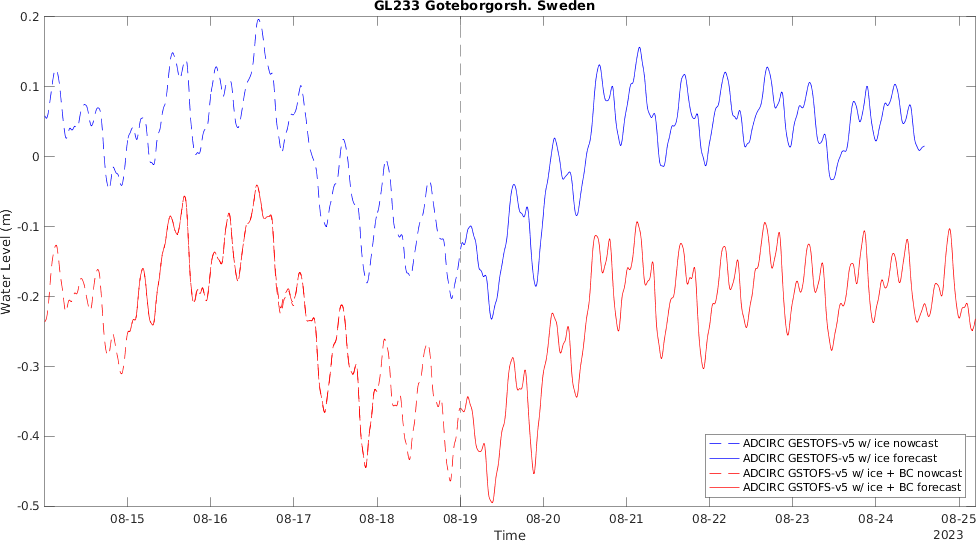 GL233 Goteborgorsh. Sweden
0.2
0.1
0
-0.1
-0.2
-0.3
-0.4
-0.5
Water Level (m)
ADCIRC GESTOFS-v5 w/ ice nowcast
ADCIRC GESTOFS-v5 w/ ice forecast
ADCIRC GSTOFS-v5 w/ ice + BC nowcast
ADCIRC GSTOFS-v5 w/ ice + BC forecast
08-15 08-16 08-17 08-18 08-19 08-20 08-21 08-22 08-23 08-24 08-25
Time
2023